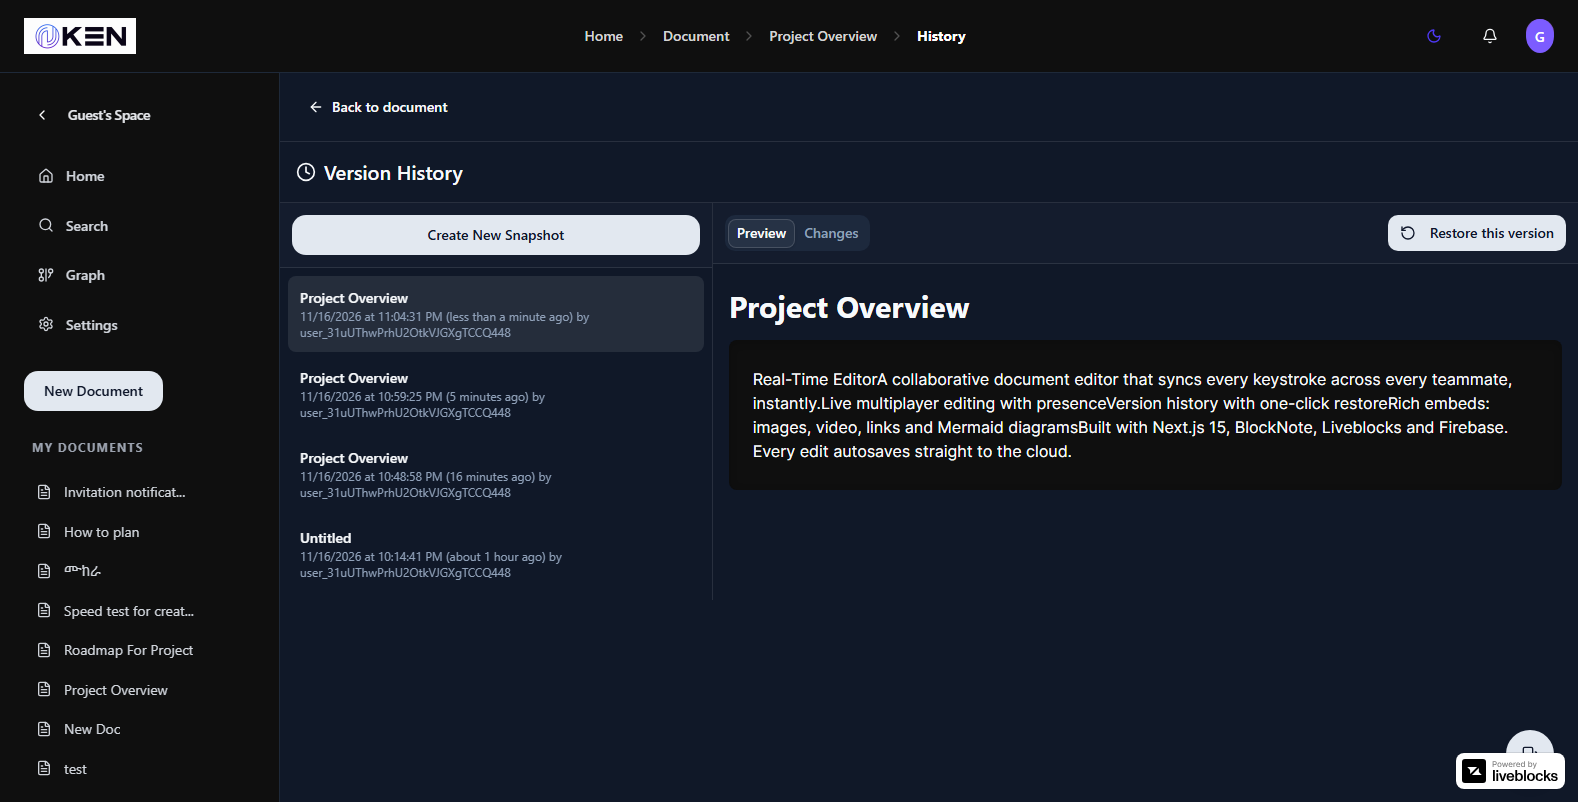 KEN
Home
Document
Project Overview
History
G
Guest's Space
Home
Search
Graph
Settings
New Document
MY DOCUMENTS
Invitation notificat...
How to plan
ሙከራ
Speed test for creat...
Roadmap For Project
Project Overview
New Doc
test
Back to document
Version History
Create New Snapshot
Project Overview
11/16/2026 at 11:04:31 PM (less than a minute ago) by
user_31uUThwPrhU2OtkVJGXgTCCQ448
Project Overview
11/16/2026 at 10:59:25 PM (5 minutes ago) by
user_31uUThwPrhU2OtkVJGXgTCCQ448
Project Overview
11/16/2026 at 10:48:58 PM (16 minutes ago) by
user_31uUThwPrhU2OtkVJGXgTCCQ448
Untitled
11/16/2026 at 10:14:41 PM (about 1 hour ago) by
user_31uUThwPrhU2OtkVJGXgTCCQ448
Preview
Changes
Restore this version
Project Overview
Real-Time EditorA collaborative document editor that syncs every keystroke across every teammate,
instantly.Live multiplayer editing with presenceVersion history with one-click restoreRich embeds:
images, video, links and Mermaid diagramsBuilt with Next.js 15, BlockNote, Liveblocks and Firebase.
Every edit autosaves straight to the cloud.
Powered by
liveblocks